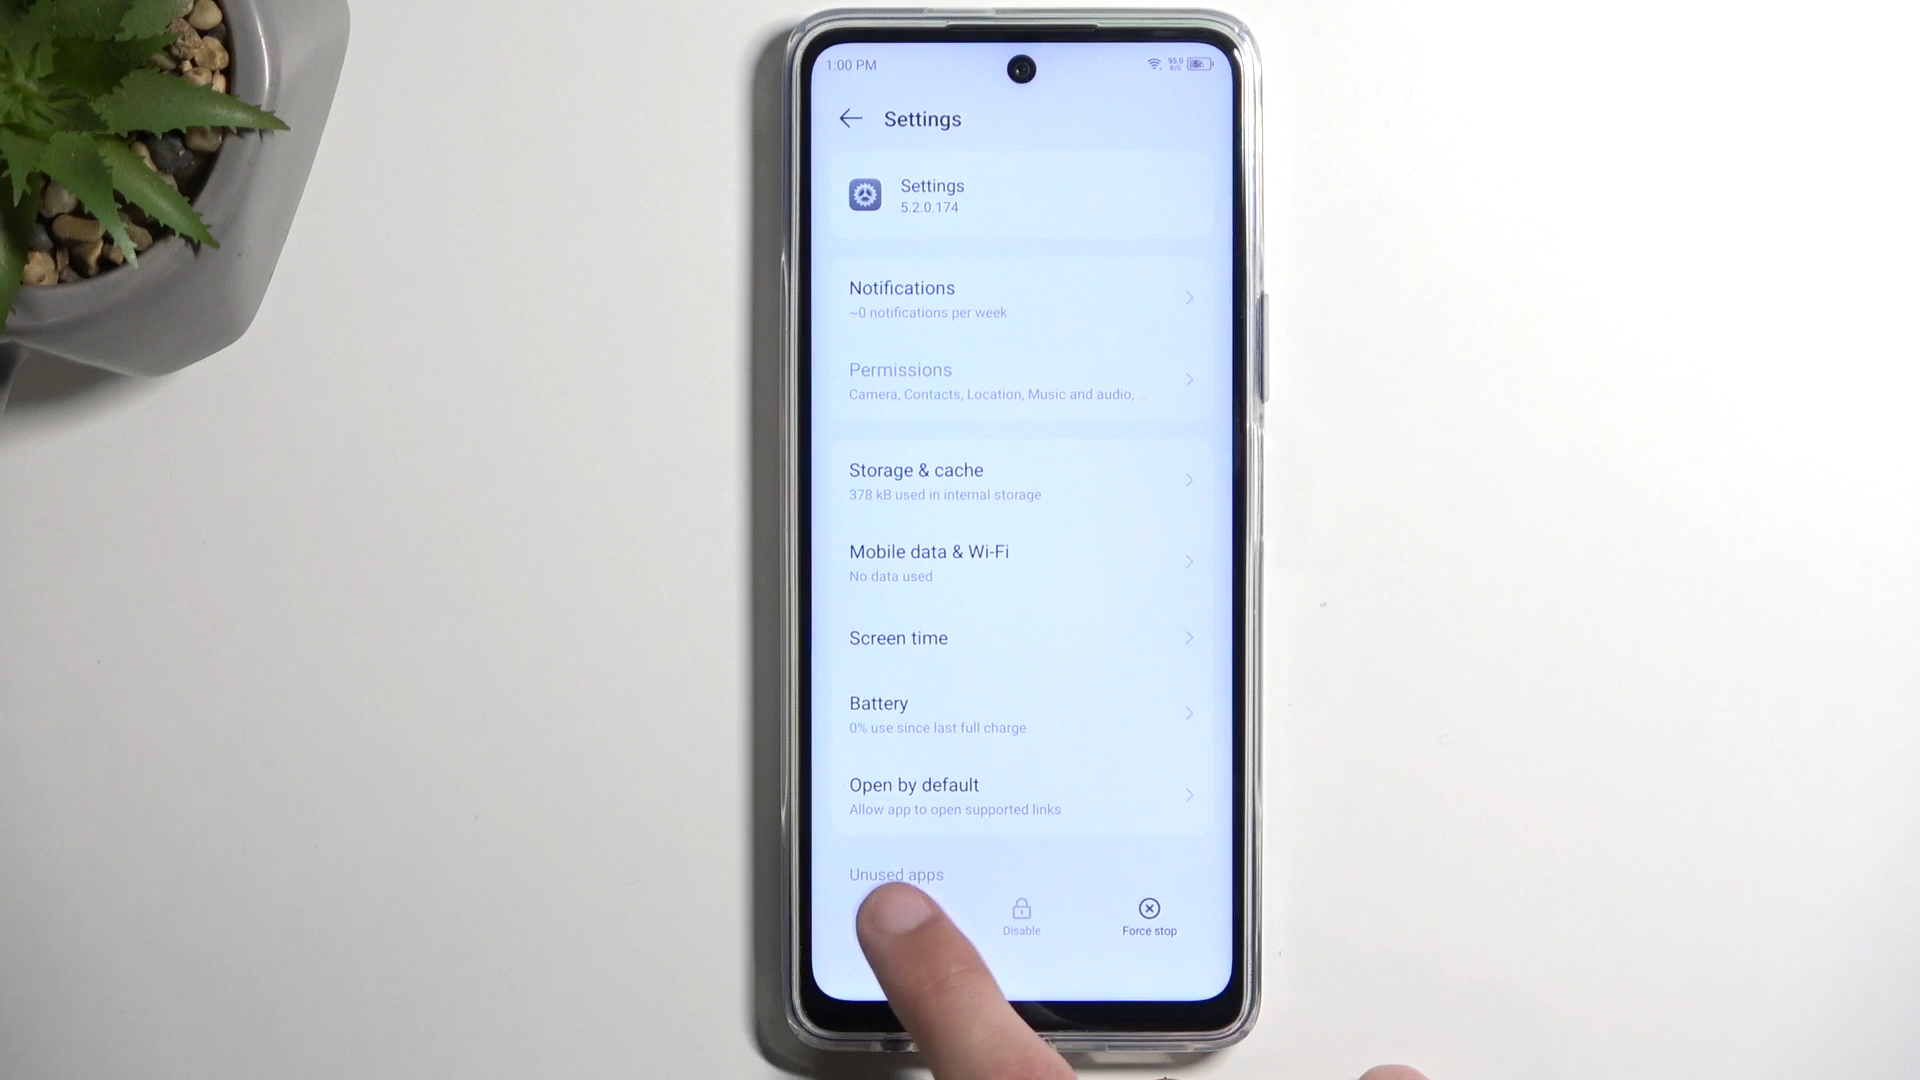 1:00 PM
95.0
B/S
Settings
Settings
5.2.0.174
Notifications
~0 notifications per week
Permissions
Camera, Contacts, Location, Music and audio, ...
Storage & cache
378 kB used in internal storage
Mobile data & Wi-Fi
No data used
Screen time
Battery
0% use since last full charge
Open by default
Allow app to open supported links
Unused apps
Disable
Force stop